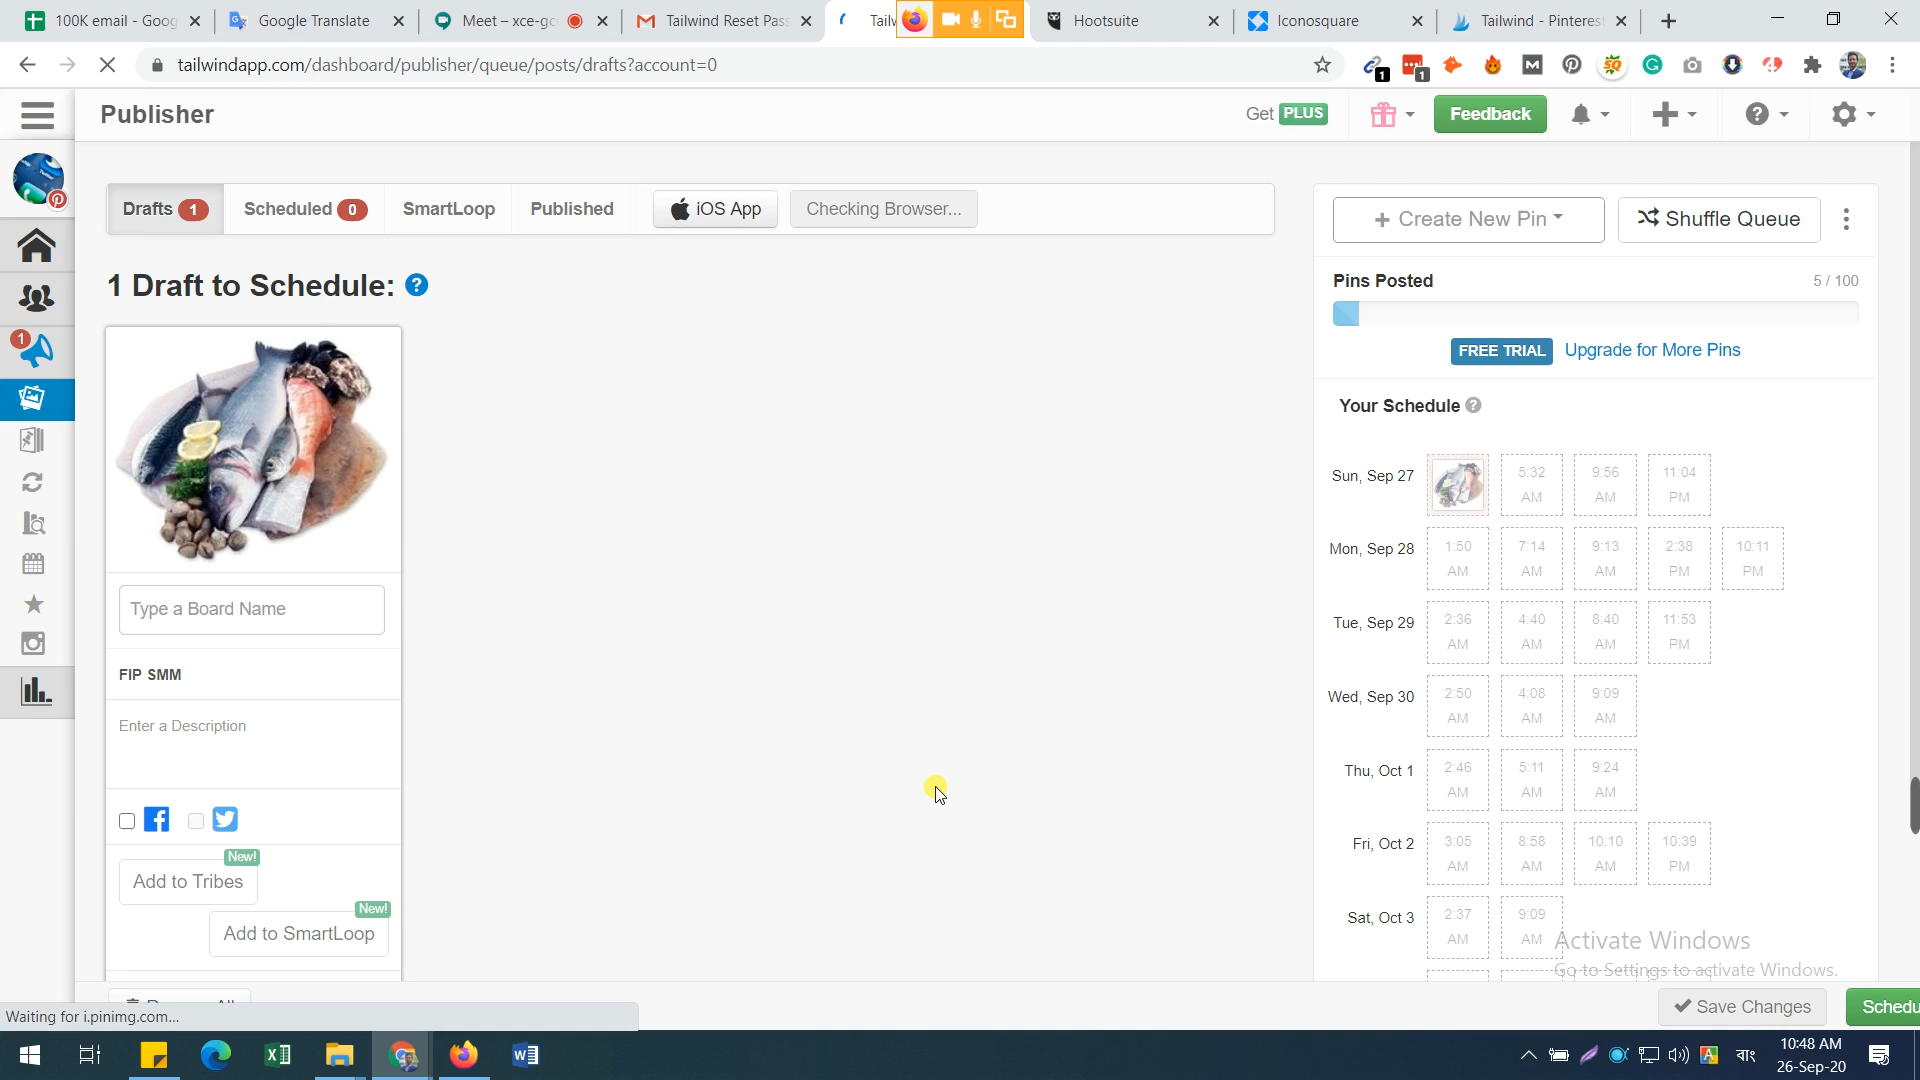 100K email - Goog
Google Translate
Meet – xce-go
Tailwind Reset Pass
Tailw
Hootsuite
Iconosquare
Tailwind - Pinterest
tailwindapp.com/dashboard/publisher/queue/posts/drafts?account=0
1
1
Publisher
Get PLUS
Feedback
Drafts 1
Scheduled 0
SmartLoop
Published
iOS App
Checking Browser...
+ Create New Pin
Shuffle Queue
1 Draft to Schedule: ?
Pins Posted
5 / 100
FREE TRIAL Upgrade for More Pins
1
Your Schedule ?
Sun, Sep 27
5:32 AM
9:56 AM
11:04 PM
Mon, Sep 28
1:50 AM
7:14 AM
9:13 AM
2:38 PM
10:11 PM
Tue, Sep 29
2:36 AM
4:40 AM
8:40 AM
11:53 PM
Wed, Sep 30
2:50 AM
4:08 AM
9:09 AM
Thu, Oct 1
2:46 AM
5:11 AM
9:24 AM
Fri, Oct 2
3:05 AM
8:58 AM
10:10 AM
10:39 PM
Sat, Oct 3
2:37 AM
9:09 AM
Type a Board Name
FIP SMM
Enter a Description
New!
Add to Tribes
New!
Add to SmartLoop
Activate Windows
Go to Settings to activate Windows.
Save Changes
Schedu
Waiting for i.pinimg.com...
বাং
10:48 AM
26-Sep-20